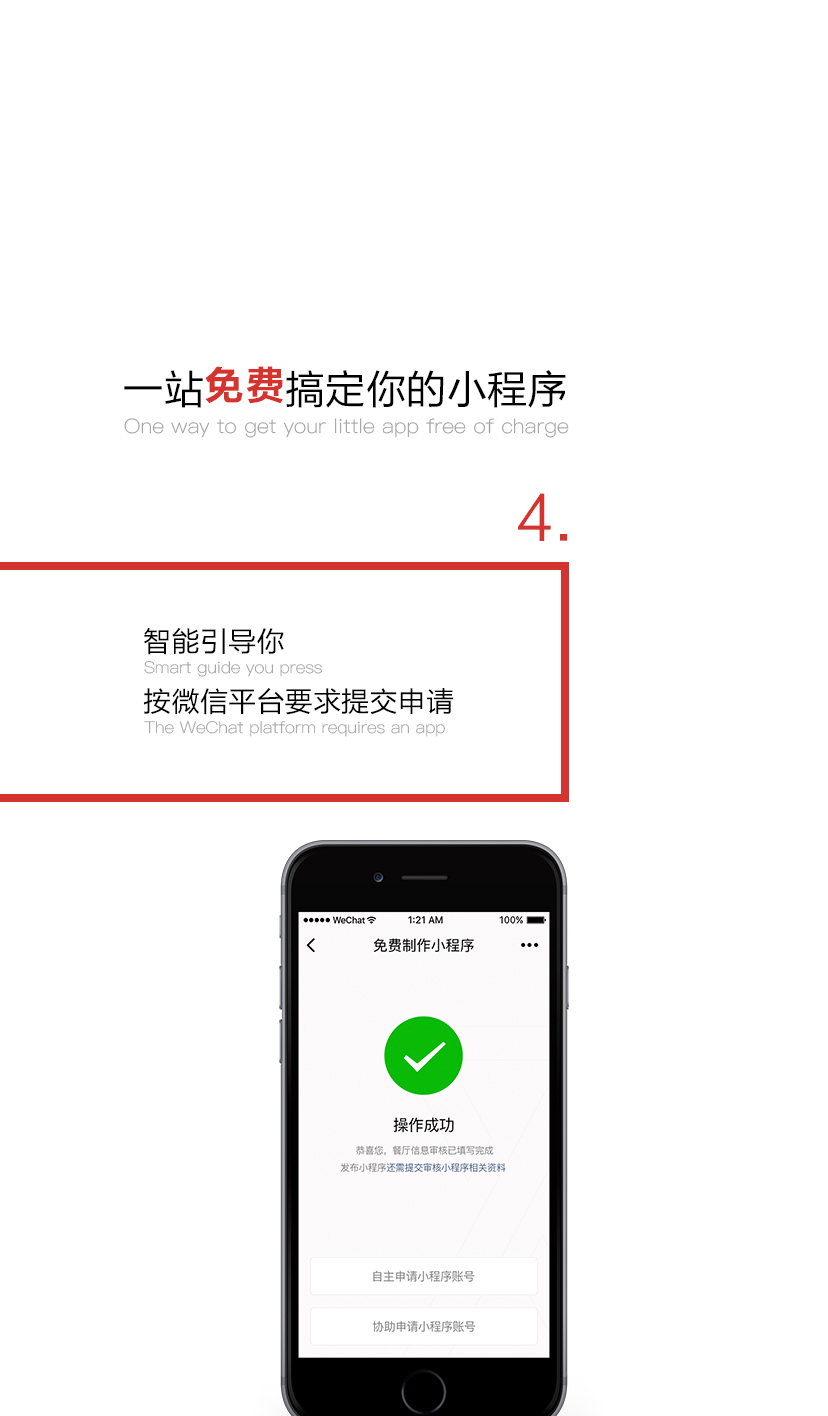 一站免费搞定你的小程序
One way to get your little app free of charge
4.
智能引导你
Smart guide you press
按微信平台要求提交申请
The WeChat platform requires an app
WeChat 1:21 AM 100%
免费制作小程序
操作成功
恭喜您，餐厅信息审核已填写完成
发布小程序还需提交审核小程序相关资料
自主申请小程序账号
协助申请小程序账号